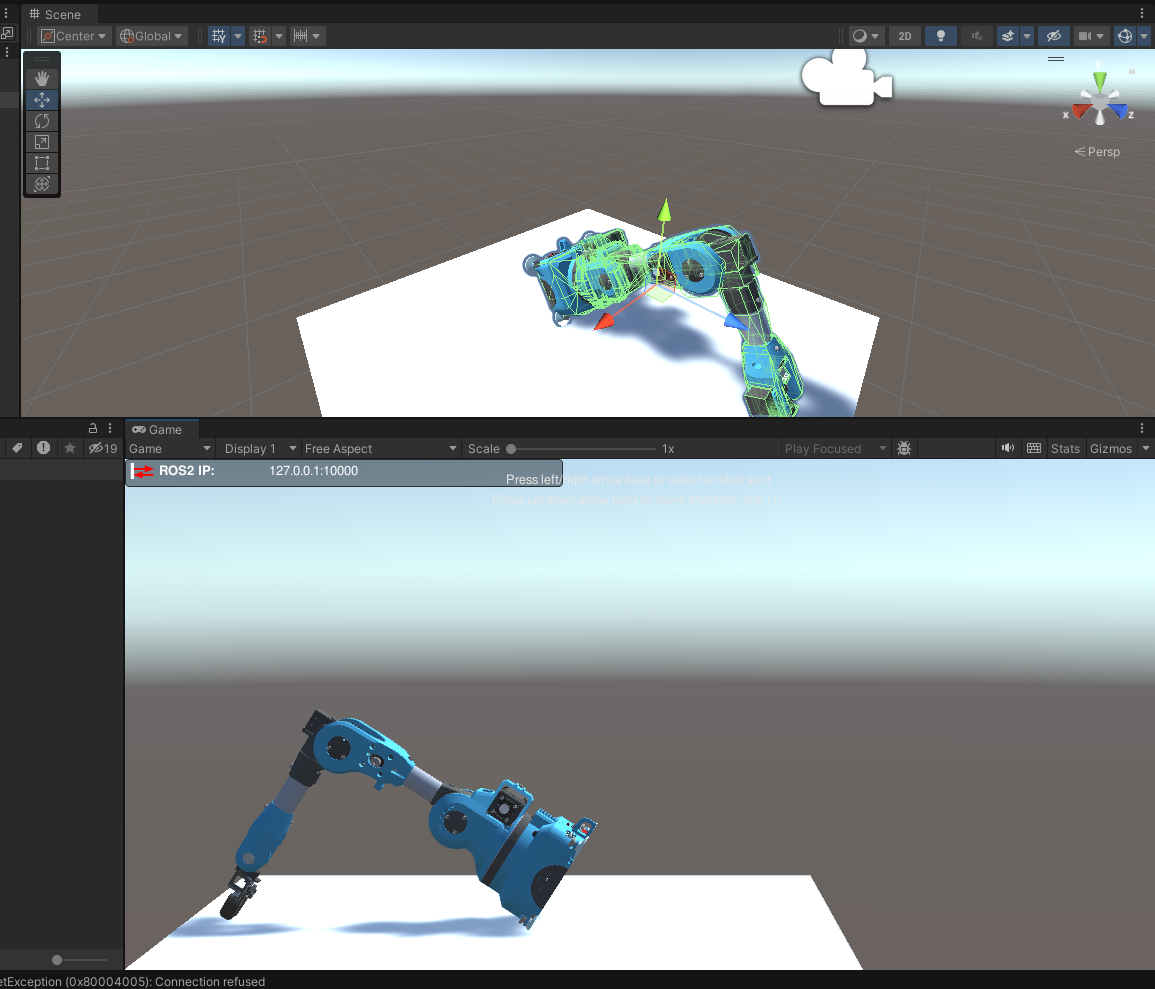 Scene
Center
Global
2D
y
x
z
Persp
19
Game
Game
Display 1
Free Aspect
Scale
1x
Play Focused
Stats
Gizmos
ROS2 IP:
127.0.0.1:10000
Press left/right arrow keys to select a robot joint.
Press up/down arrow keys to move
etException (0x80004005): Connection refused